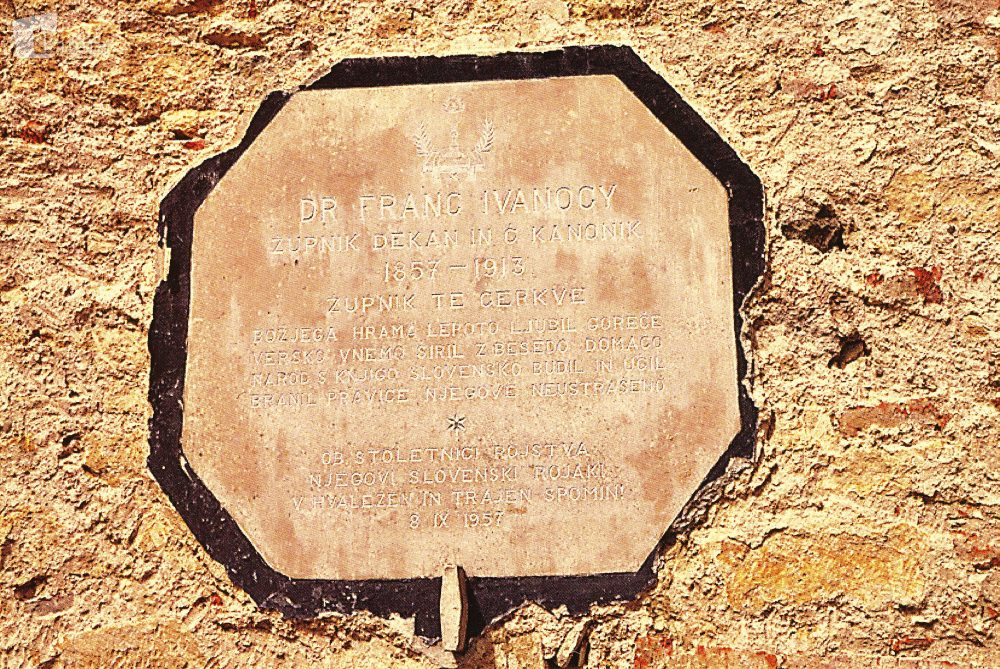 DR FRANC IVANOCY
ŽUPNIK DEKAN IN Č KANONIK
1857 – 1913
ŽUPNIK TE CERKVE
BOŽJEGA HRAMA LEPOTO LJUBIL GOREČE
VERSKO VNEMO ŠIRIL Z BESEDO DOMAČO
NAROD S KNJIGO SLOVENSKO BUDIL IN UČIL
BRANIL PRAVICE NJEGOVE NEUSTRAŠENO
OB STOLETNICI ROJSTVA
NJEGOVI SLOVENSKI ROJAKI
V HVALEŽEN IN TRAJEN SPOMIN!
8 IX 1957